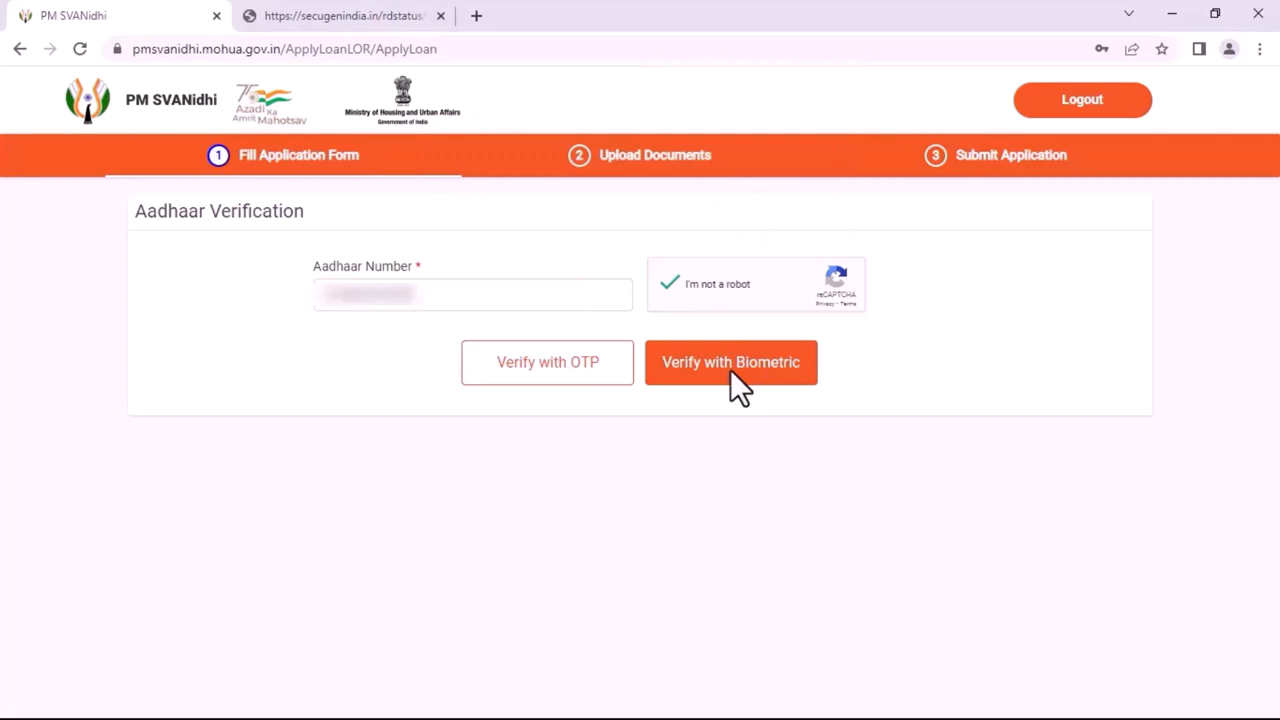 PM SVANidhi
https://secugenindia.in/rdstatus/
pmsvanidhi.mohua.gov.in/ApplyLoanLOR/ApplyLoan
PM SVANidhi
75
Azadi Ka
Amrit Mahotsav
Ministry of Housing and Urban Affairs
Government of India
Logout
1 Fill Application Form
2 Upload Documents
3 Submit Application
Aadhaar Verification
Aadhaar Number *
I'm not a robot
reCAPTCHA
Privacy - Terms
Verify with OTP
Verify with Biometric